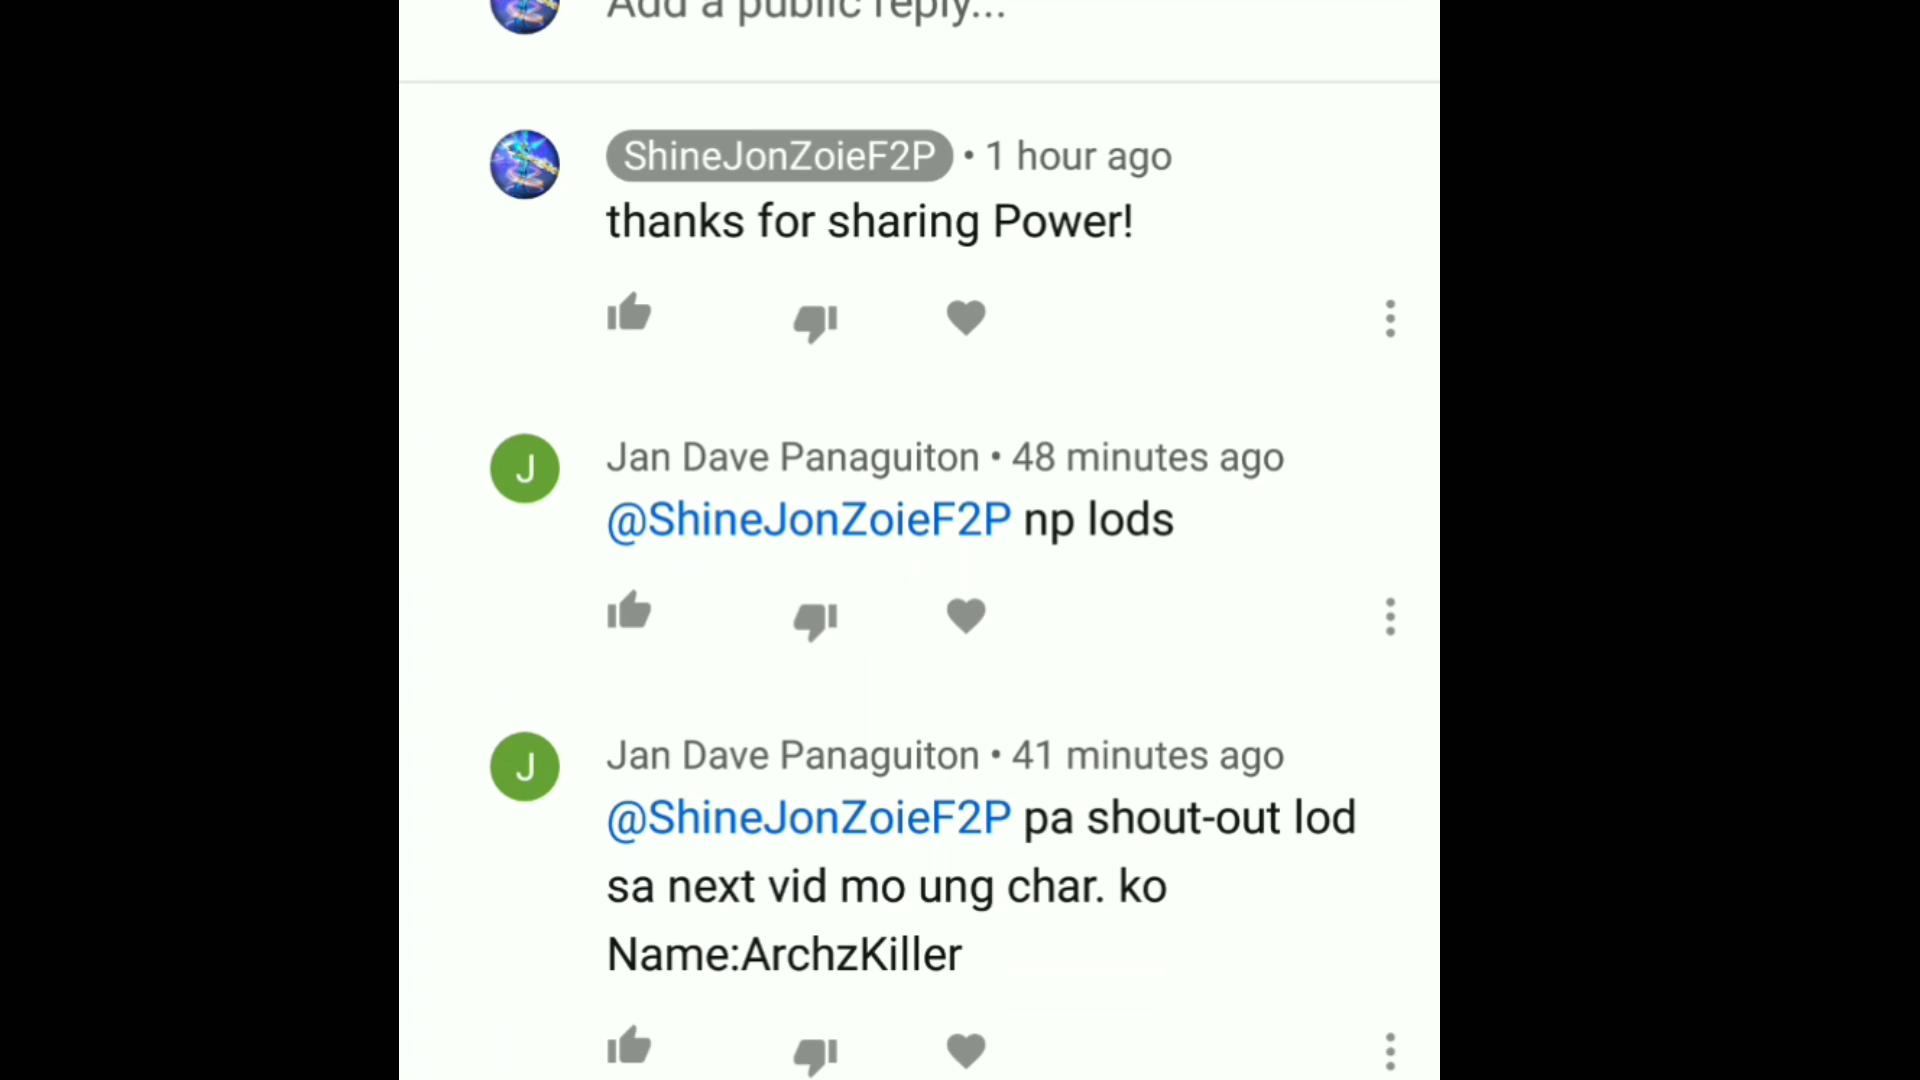 Add a public reply...
ShineJonZoieF2P • 1 hour ago
thanks for sharing Power!
J
Jan Dave Panaguiton • 48 minutes ago
@ShineJonZoieF2P np lods
J
Jan Dave Panaguiton • 41 minutes ago
@ShineJonZoieF2P pa shout-out lod
sa next vid mo ung char. ko
Name:ArchzKiller